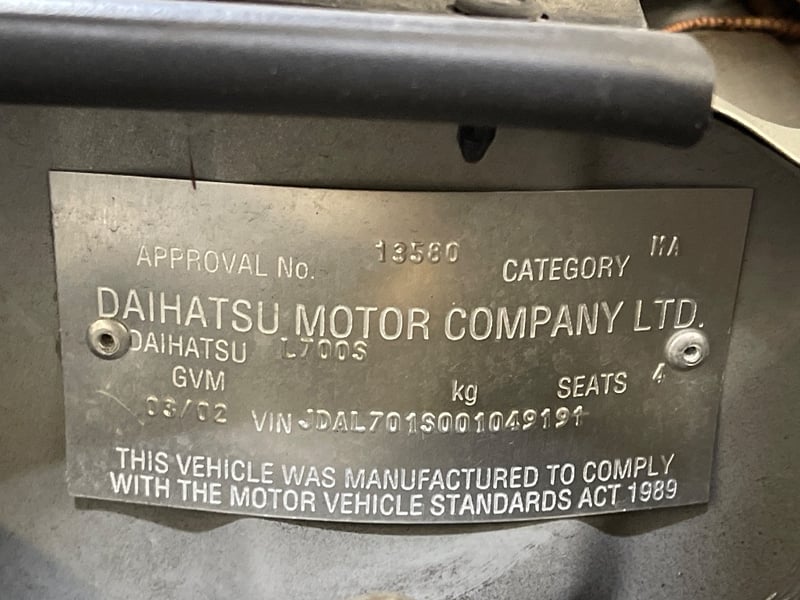 APPROVAL No. 13580 CATEGORY MA
DAIHATSU MOTOR COMPANY LTD.
DAIHATSU L700S
GVM kg SEATS 4
03/02 VIN JDAL701S001049191
THIS VEHICLE WAS MANUFACTURED TO COMPLY
WITH THE MOTOR VEHICLE STANDARDS ACT 1989